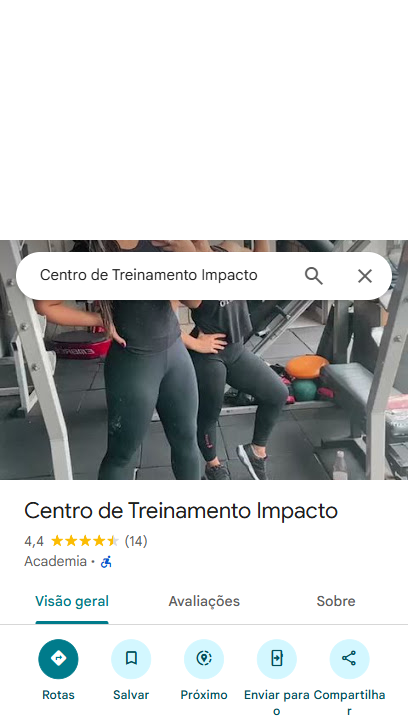 Centro de Treinamento Impacto
Centro de Treinamento Impacto
4,4 (14)
Academia ·
Visão geral Avaliações Sobre
Rotas Salvar Próximo Enviar para Compartilha
o r